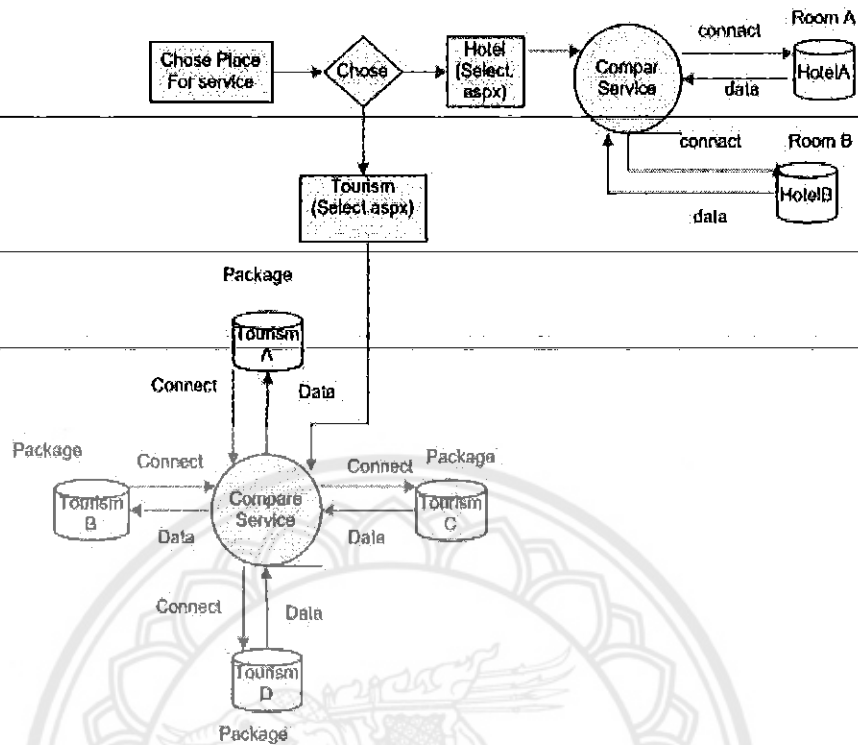 Room A
Chose Place
For service
Chose
Hotel
(Select.
aspx)
Compar
Service
connact
data
HotelA
Room B
connact
data
HotelB
Tourism
(Select.aspx)
Package
Tourism
A
Connect
Data
Package
Tourism
B
Connect
Data
Compare
Service
Connect
Data
Package
Tourism
C
Connect
Data
Tourism
D
Package